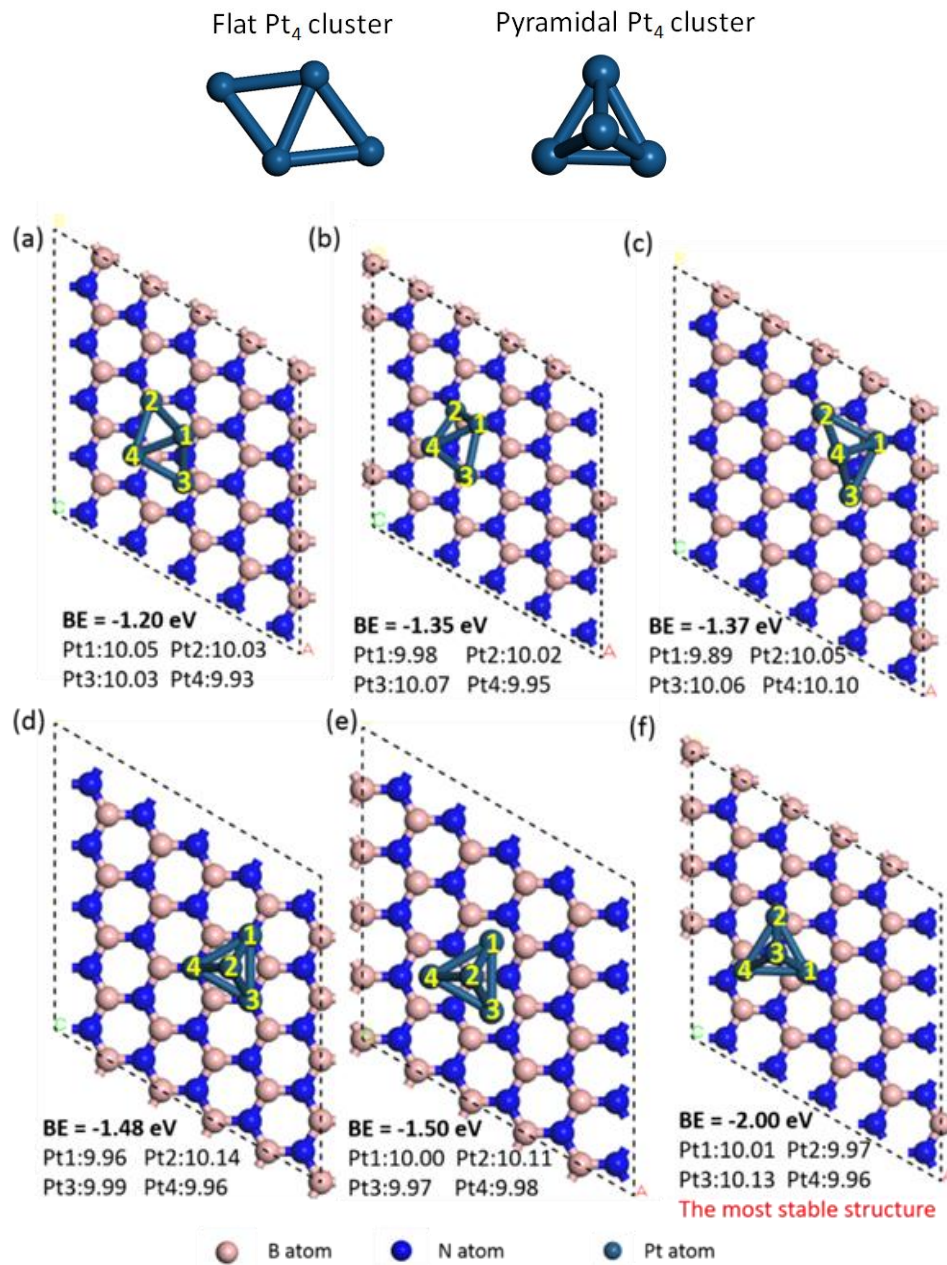 Flat Pt4 cluster Pyramidal Pt4 cluster
(a) (b) (c)
2
1
4
3
2
1
4
3
2
1
4
3
BE = -1.20 eV
Pt1:10.05 Pt2:10.03
Pt3:10.03 Pt4:9.93
BE = -1.35 eV
Pt1:9.98 Pt2:10.02
Pt3:10.07 Pt4:9.95
A
BE = -1.37 eV
Pt1:9.89 Pt2:10.05
Pt3:10.06 Pt4:10.10
A
(d) (e) (f)
1
4 2
3
1
4 2
3
2
3
4 1
BE = -1.48 eV
Pt1:9.96 Pt2:10.14
Pt3:9.99 Pt4:9.96
BE = -1.50 eV
Pt1:10.00 Pt2:10.11
Pt3:9.97 Pt4:9.98
A
BE = -2.00 eV
Pt1:10.01 Pt2:9.97
Pt3:10.13 Pt4:9.96
The most stable structure
B atom N atom Pt atom